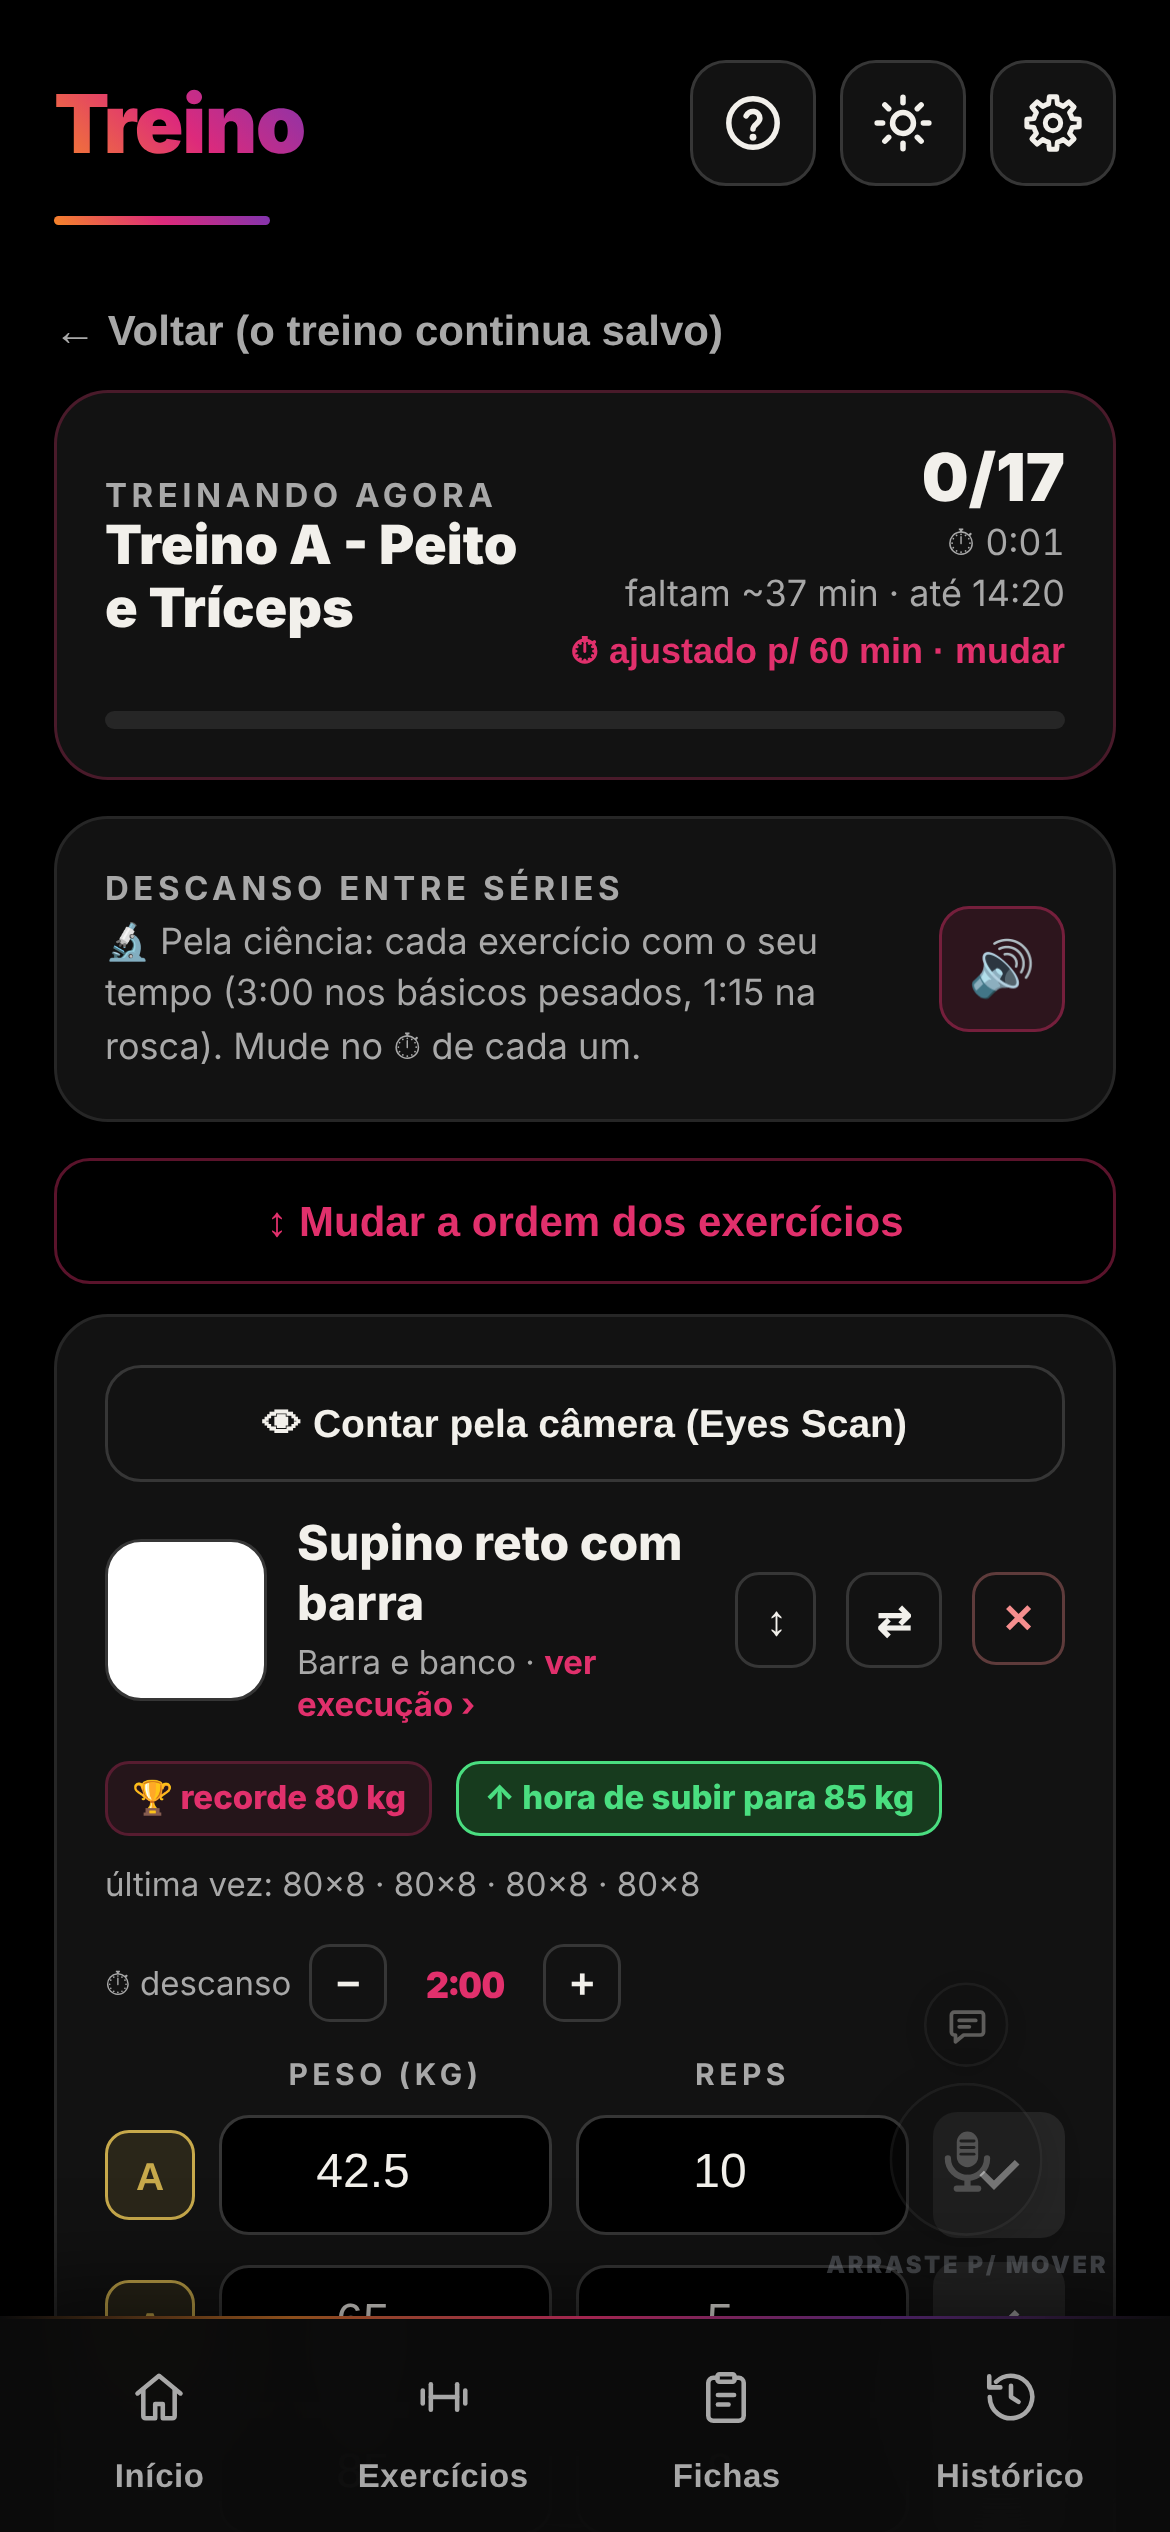 Treino
← Voltar (o treino continua salvo)
TREINANDO AGORA
Treino A - Peito
e Tríceps
0/17
⏱ 0:01
faltam ~37 min · até 14:20
⏱ ajustado p/ 60 min · mudar
DESCANSO ENTRE SÉRIES
🔬 Pela ciência: cada exercício com o seu
tempo (3:00 nos básicos pesados, 1:15 na
rosca). Mude no ⏱ de cada um.
↕ Mudar a ordem dos exercícios
👁 Contar pela câmera (Eyes Scan)
Supino reto com
barra
Barra e banco · ver
execução ›
🏆 recorde 80 kg
↑ hora de subir para 85 kg
última vez: 80×8 · 80×8 · 80×8 · 80×8
⏱ descanso − 2:00 +
PESO (KG) REPS
A 42.5 10
ARRASTE P/ MOVER
65 5
Início Exercícios Fichas Histórico